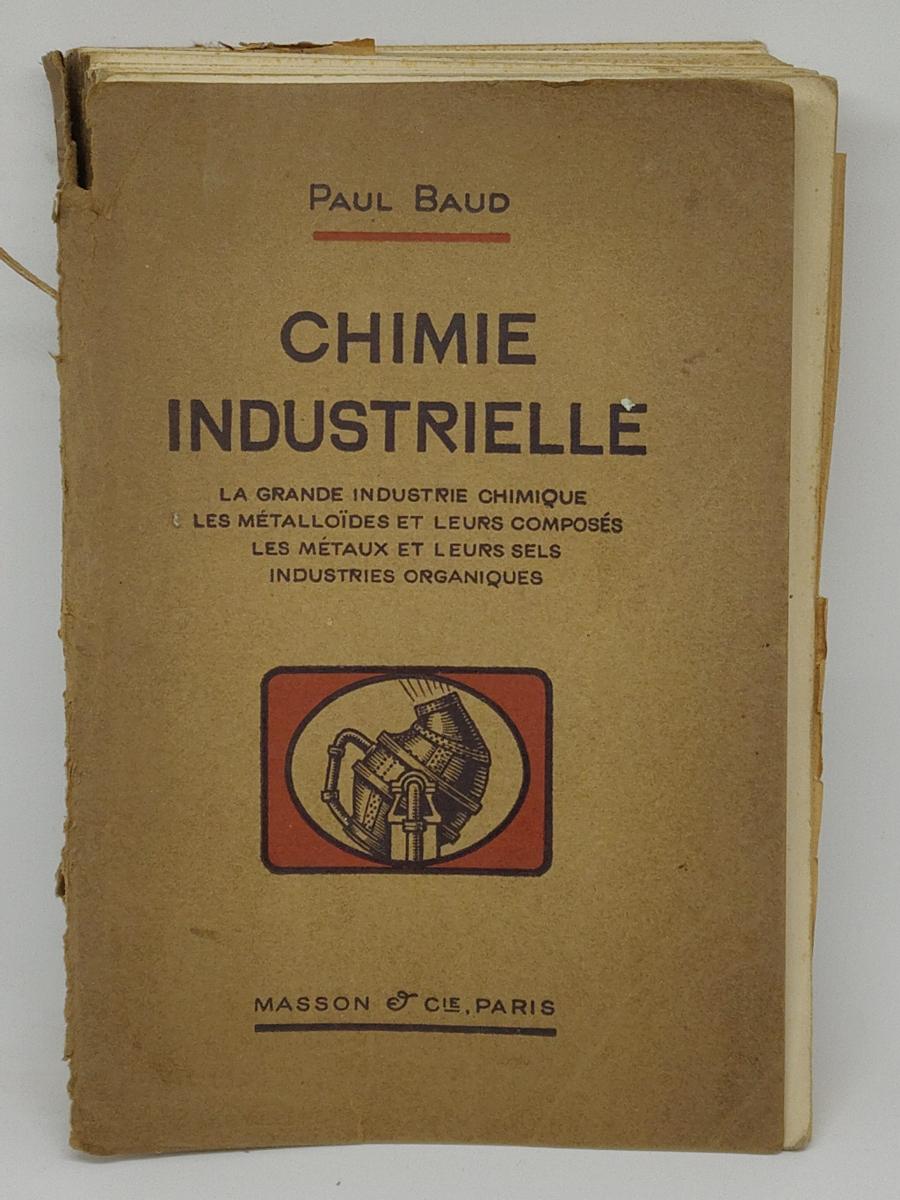 PAUL BAUD
CHIMIE
INDUSTRIELLE
LA GRANDE INDUSTRIE CHIMIQUE
LES MÉTALLOÏDES ET LEURS COMPOSÉS
LES MÉTAUX ET LEURS SELS
INDUSTRIES ORGANIQUES
MASSON & CIE, PARIS